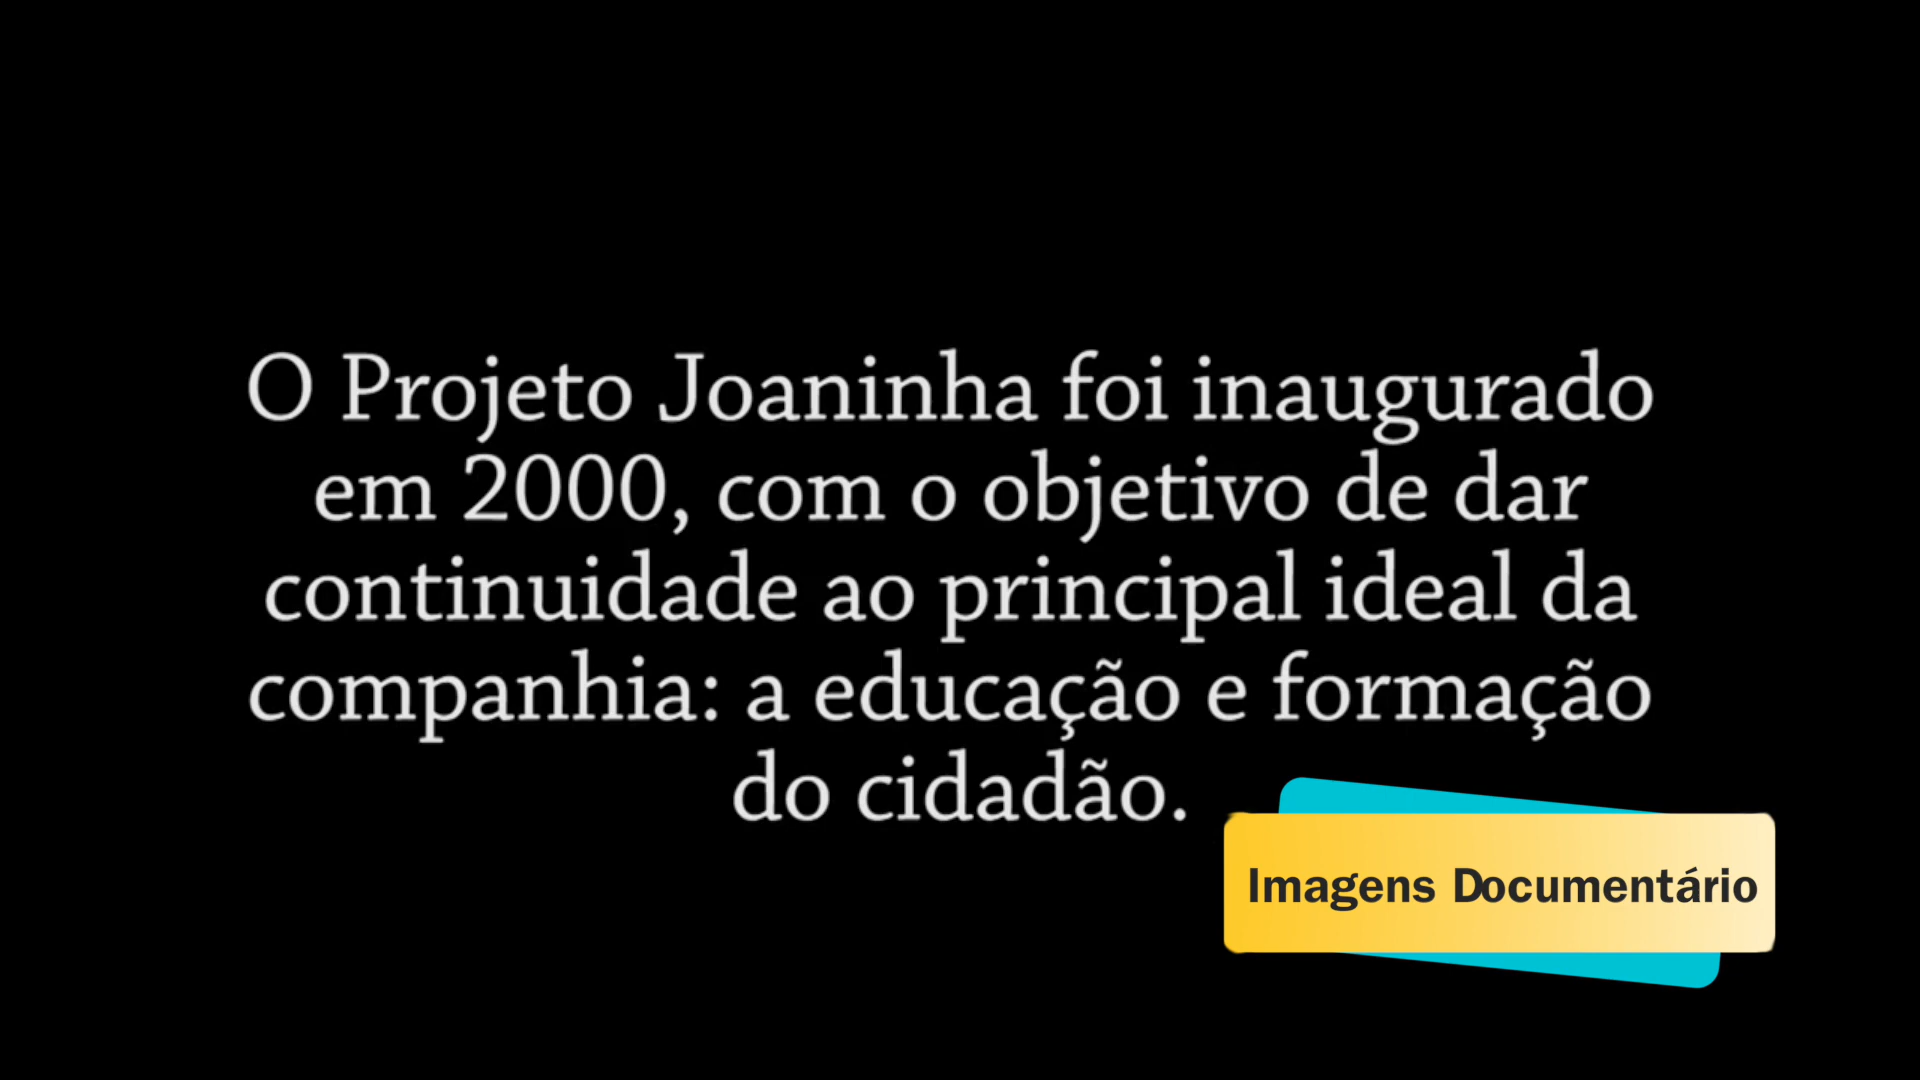 O Projeto Joaninha foi inaugurado
em 2000, com o objetivo de dar
continuidade ao principal ideal da
companhia: a educação e formação
do cidadão.
Imagens Documentário